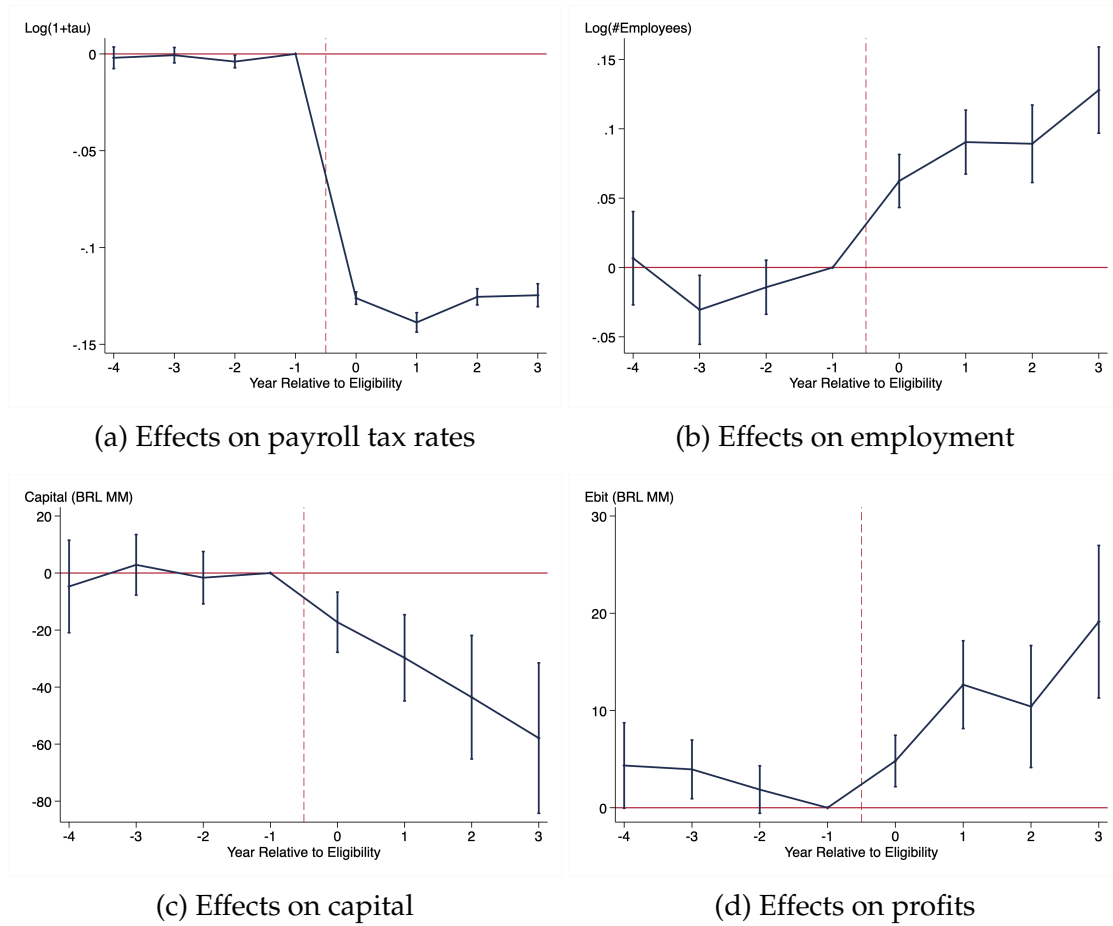 Log(1+tau)
0
-.05
-.1
-.15
-4 -3 -2 -1 0 1 2 3
Year Relative to Eligibility
(a) Effects on payroll tax rates
Log(#Employees)
.15
.1
.05
0
-.05
-4 -3 -2 -1 0 1 2 3
Year Relative to Eligibility
(b) Effects on employment
Capital (BRL MM)
20
0
-20
-40
-60
-80
-4 -3 -2 -1 0 1 2 3
Year Relative to Eligibility
(c) Effects on capital
Ebit (BRL MM)
30
20
10
0
-4 -3 -2 -1 0 1 2 3
Year Relative to Eligibility
(d) Effects on profits